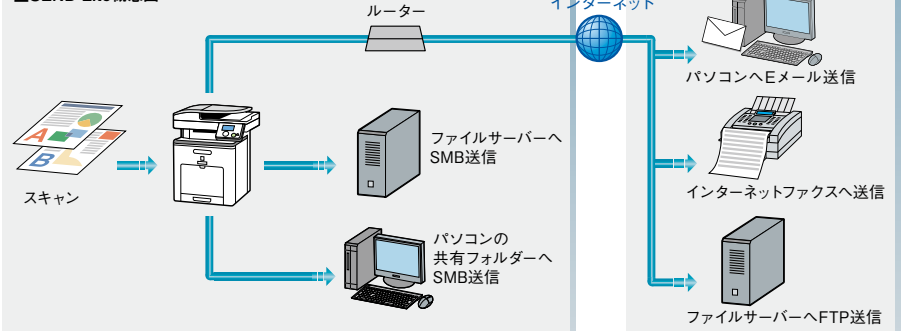 ルーター
インターネット
パソコンへEメール送信
A
B
スキャン
ファイルサーバーへ
SMB送信
インターネットファクスへ送信
パソコンの
共有フォルダーへ
SMB送信
ファイルサーバーへFTP送信